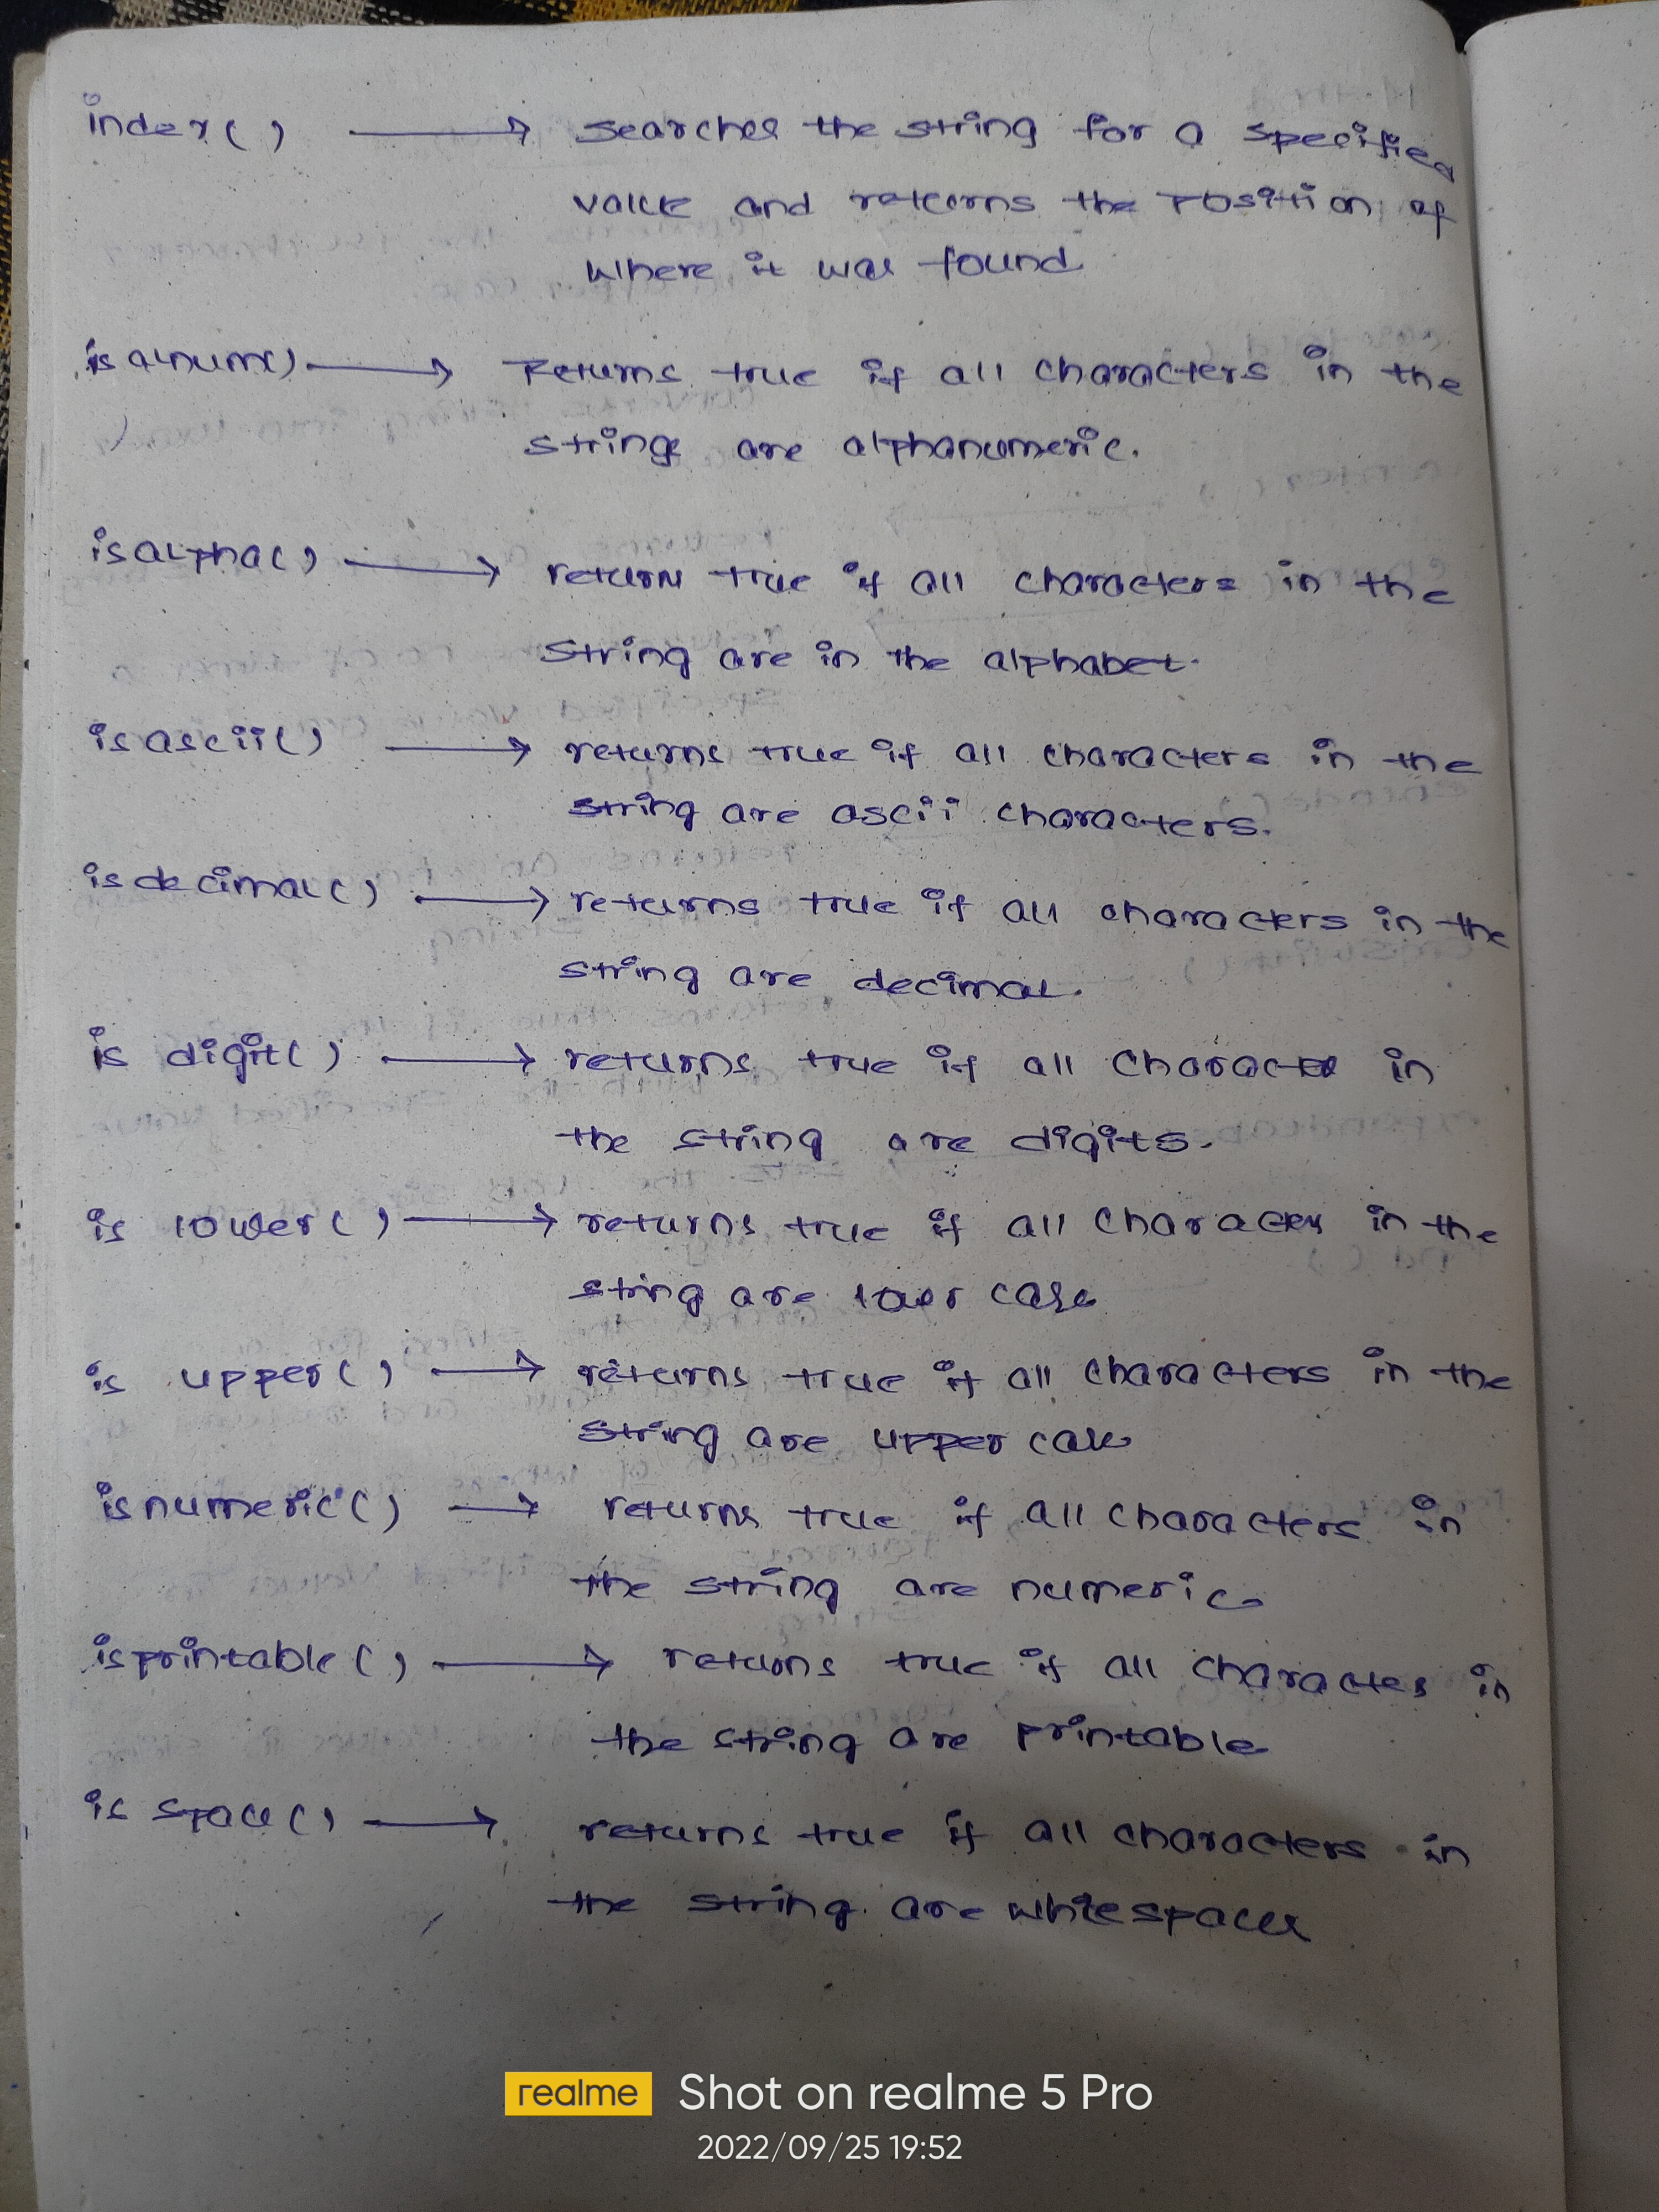 index() → searches the string for a specified
value and returns the position of
where it was found
isalnum() → Returns true if all characters in the
strings are alphanumeric.
isalpha() → return true if all characters in the
string are in the alphabet.
isascii() → returns true if all characters in the
string are ascii characters.
isdecimal() → returns true if all characters in the
string are decimal.
is digit() → returns true if all character in
the string are digits.
is lower() → returns true if all characters in the
string are lower case
is upper() → returns true if all characters in the
string are upper case
isnumeric() → returns true if all characters in
the string are numeric
isprintable() → returns true if all characters in
the string are printable
is space() → returns true if all characters in
the string are whitespaces
realme Shot on realme 5 Pro
2022/09/25 19:52